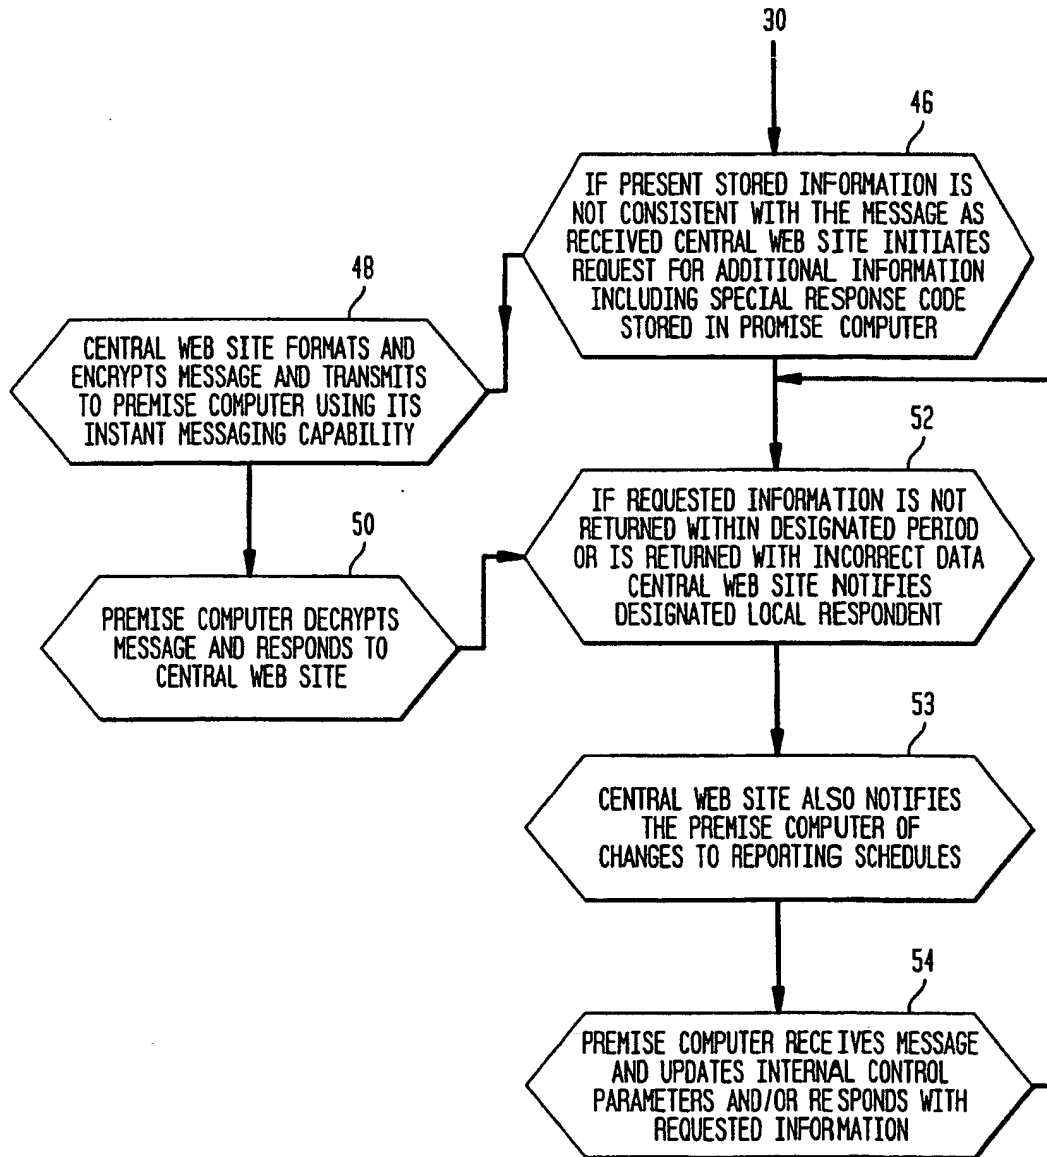 30
46
IF PRESENT STORED INFORMATION IS
NOT CONSISTENT WITH THE MESSAGE AS
RECEIVED CENTRAL WEB SITE INITIATES
REQUEST FOR ADDITIONAL INFORMATION
INCLUDING SPECIAL RESPONSE CODE
STORED IN PROMISE COMPUTER
48
CENTRAL WEB SITE FORMATS AND
ENCRYPTS MESSAGE AND TRANSMITS
TO PREMISE COMPUTER USING ITS
INSTANT MESSAGING CAPABILITY
50
PREMISE COMPUTER DECRYPTS
MESSAGE AND RESPONDS TO
CENTRAL WEB SITE
52
IF REQUESTED INFORMATION IS NOT
RETURNED WITHIN DESIGNATED PERIOD
OR IS RETURNED WITH INCORRECT DATA
CENTRAL WEB SITE NOTIFIES
DESIGNATED LOCAL RESPONDENT
53
CENTRAL WEB SITE ALSO NOTIFIES
THE PREMISE COMPUTER OF
CHANGES TO REPORTING SCHEDULES
54
PREMISE COMPUTER RECEIVES MESSAGE
AND UPDATES INTERNAL CONTROL
PARAMETERS AND/OR RESPONDS WITH
REQUESTED INFORMATION